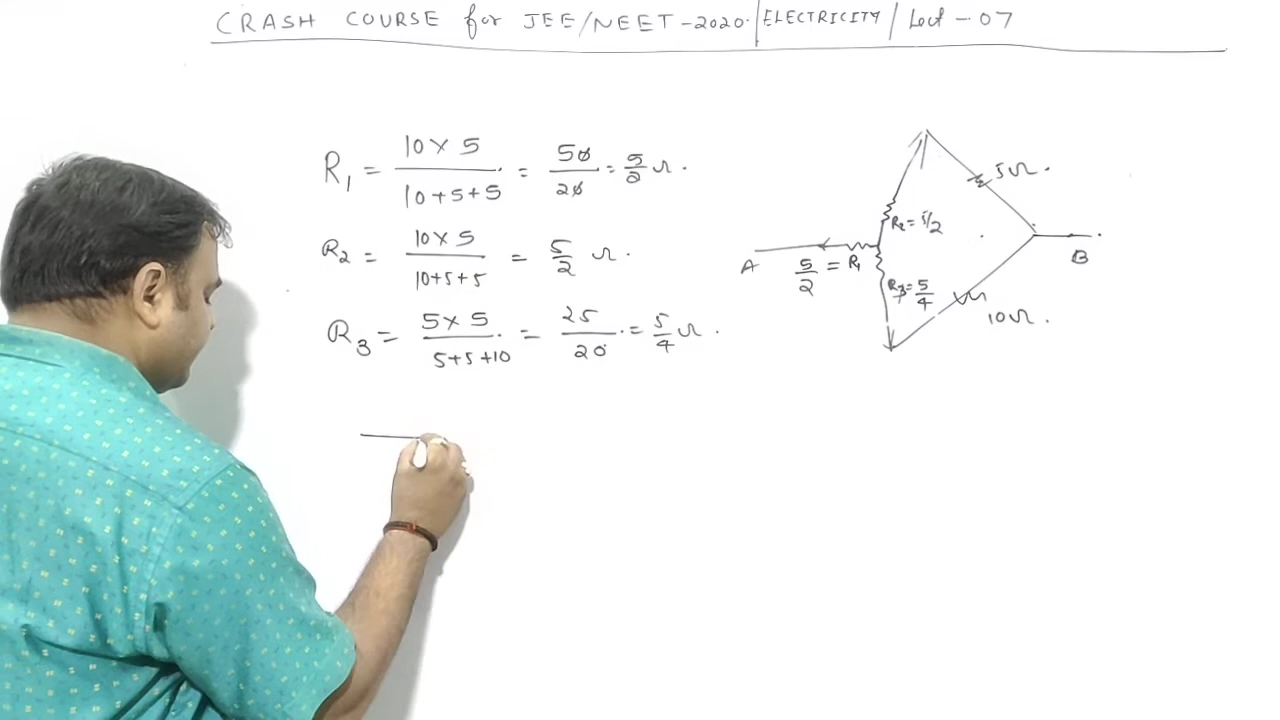 CRASH COURSE for JEE/NEET-2020. | ELECTRICITY / Lect - 07
R₁ = 10 × 5 / 10+5+5 = 50/20 = 5/2 Ω.
R₂ = 10 × 5 / 10+5+5 = 5/2 Ω.
R₃ = 5 × 5 / 5+5+10 = 25/20 = 5/4 Ω.
5Ω.
R₂ = 5/2
A
5/2 = R₁
B
R₃ = 5/4
10Ω.